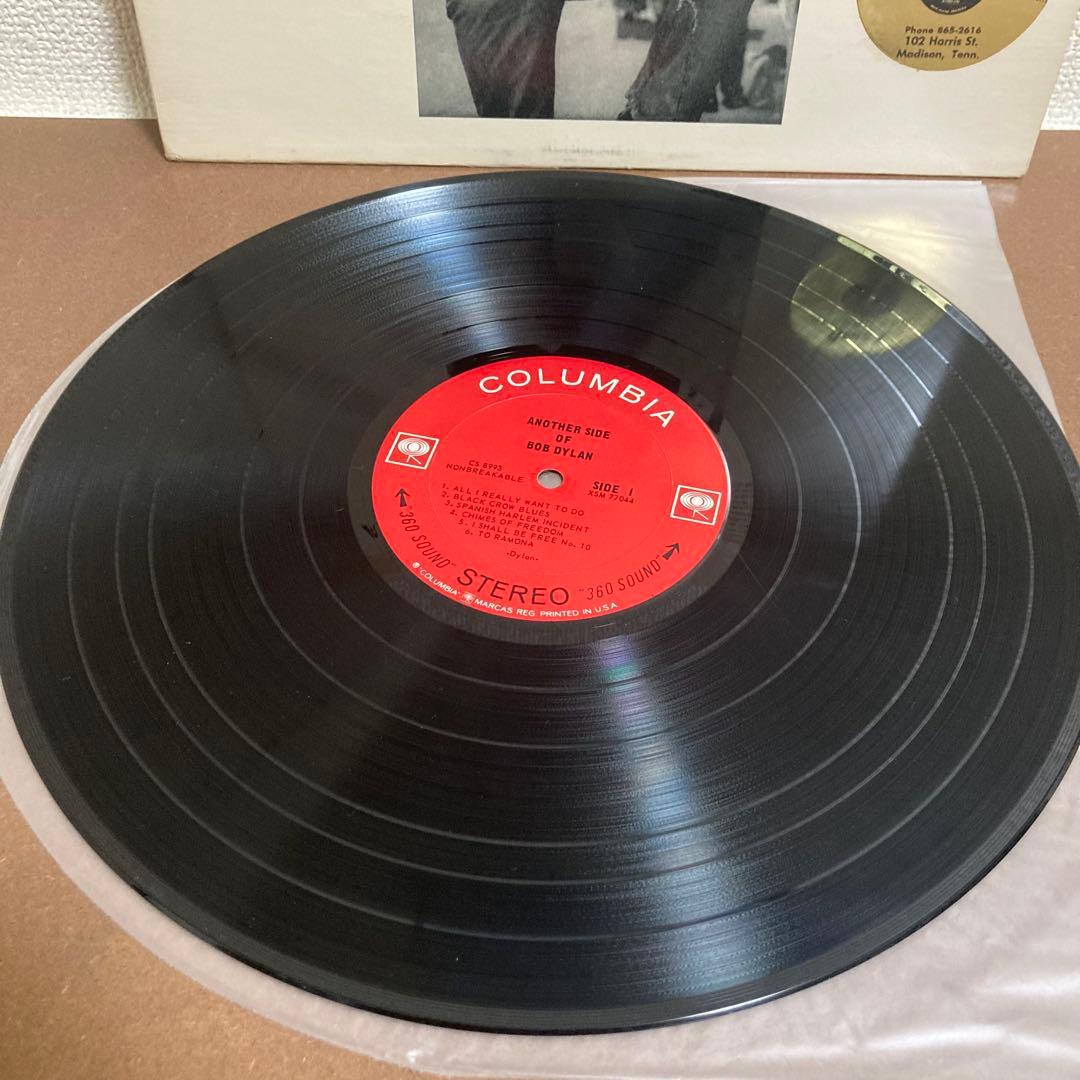 Phone 865-2616
102 Harris St.
Madison, Tenn.
COLUMBIA
ANOTHER SIDE
OF
BOB DYLAN
CS 8993
NONBREAKABLE
SIDE 1
XSM 77044
1. ALL I REALLY WANT TO DO
2. BLACK CROW BLUES
3. SPANISH HARLEM INCIDENT
4. CHIMES OF FREEDOM
5. I SHALL BE FREE No. 10
6. TO RAMONA
-Dylan-
"360 SOUND" STEREO "360 SOUND"
® "COLUMBIA" MARCAS REG. PRINTED IN U.S.A.